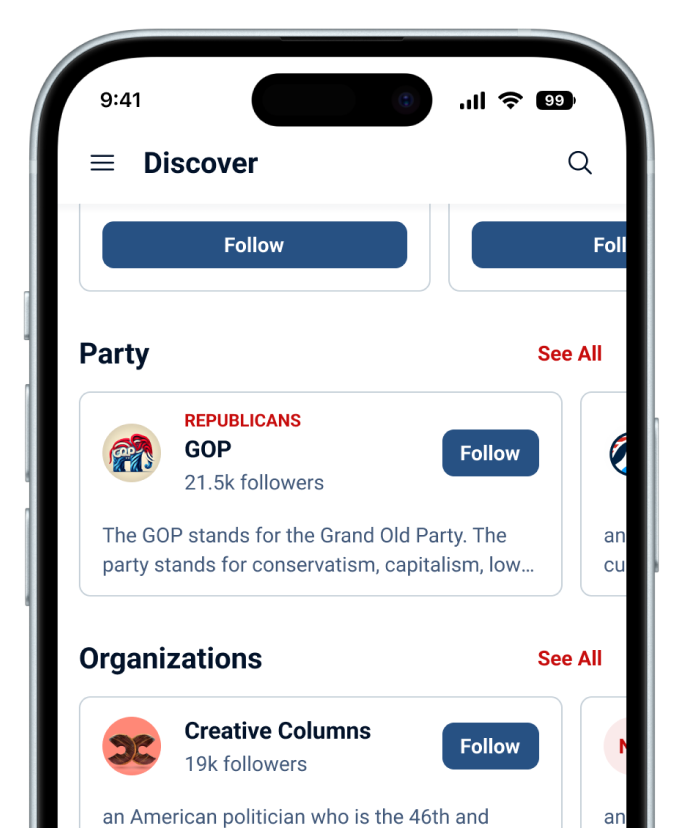 9:41
99
Discover
Follow
Foll
Party
See All
REPUBLICANS
GOP
21.5k followers
Follow
GOP
The GOP stands for the Grand Old Party. The
party stands for conservatism, capitalism, low...
an
cu
Organizations
See All
Creative Columns
19k followers
Follow
N
an American politician who is the 46th and
an